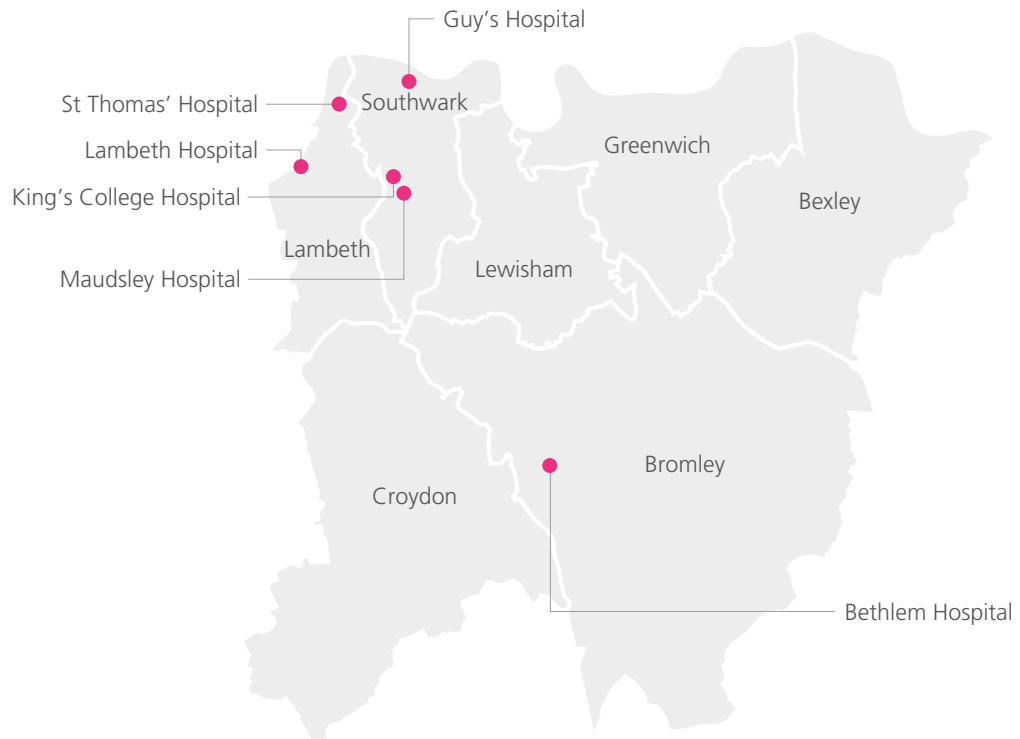 Guy’s Hospital
St Thomas’ Hospital
Southwark
Lambeth Hospital
Greenwich
King’s College Hospital
Bexley
Lambeth
Maudsley Hospital
Lewisham
Bromley
Croydon
Bethlem Hospital